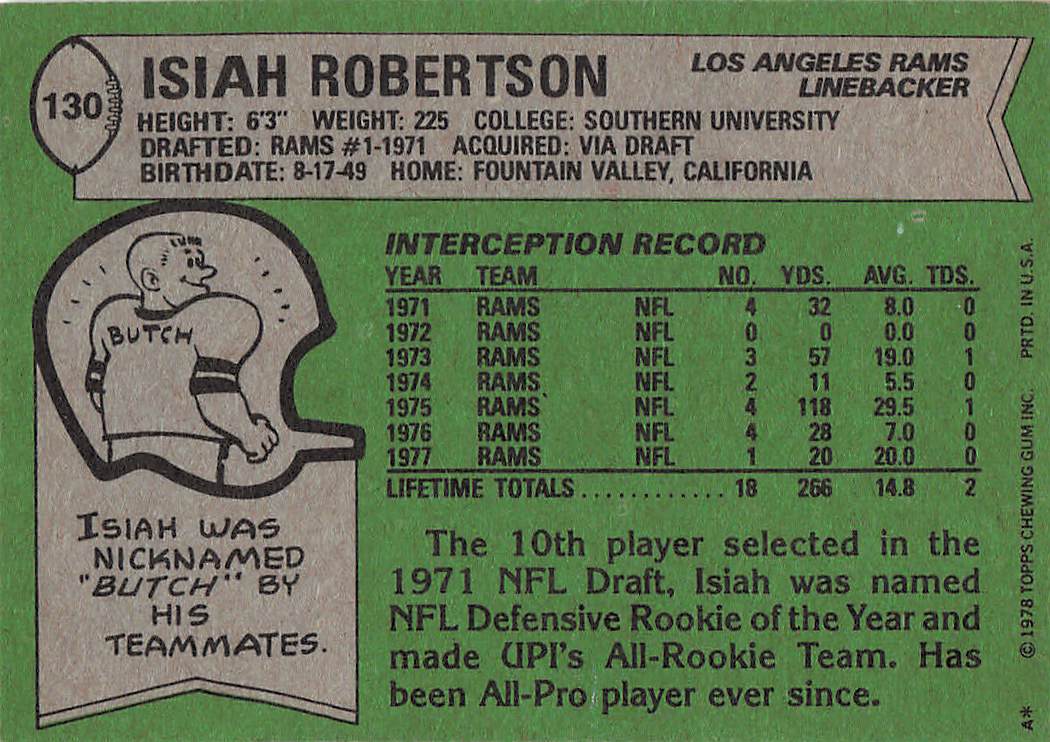 130
ISIAH ROBERTSON
LOS ANGELES RAMS
LINEBACKER
HEIGHT: 6'3" WEIGHT: 225 COLLEGE: SOUTHERN UNIVERSITY
DRAFTED: RAMS #1-1971 ACQUIRED: VIA DRAFT
BIRTHDATE: 8-17-49 HOME: FOUNTAIN VALLEY, CALIFORNIA
BUTCH
ISIAH WAS
NICKNAMED
"BUTCH" BY
HIS
TEAMMATES.
INTERCEPTION RECORD
YEAR TEAM NO. YDS. AVG. TDS.
1971 RAMS NFL 4 32 8.0 0
1972 RAMS NFL 0 0 0.0 0
1973 RAMS NFL 3 57 19.0 1
1974 RAMS NFL 2 11 5.5 0
1975 RAMS NFL 4 118 29.5 1
1976 RAMS NFL 4 28 7.0 0
1977 RAMS NFL 1 20 20.0 0
LIFETIME TOTALS ............ 18 266 14.8 2
The 10th player selected in the
1971 NFL Draft, Isiah was named
NFL Defensive Rookie of the Year and
made UPI's All-Rookie Team. Has
been All-Pro player ever since.
A* © 1978 TOPPS CHEWING GUM INC. PRTD. IN U.S.A.